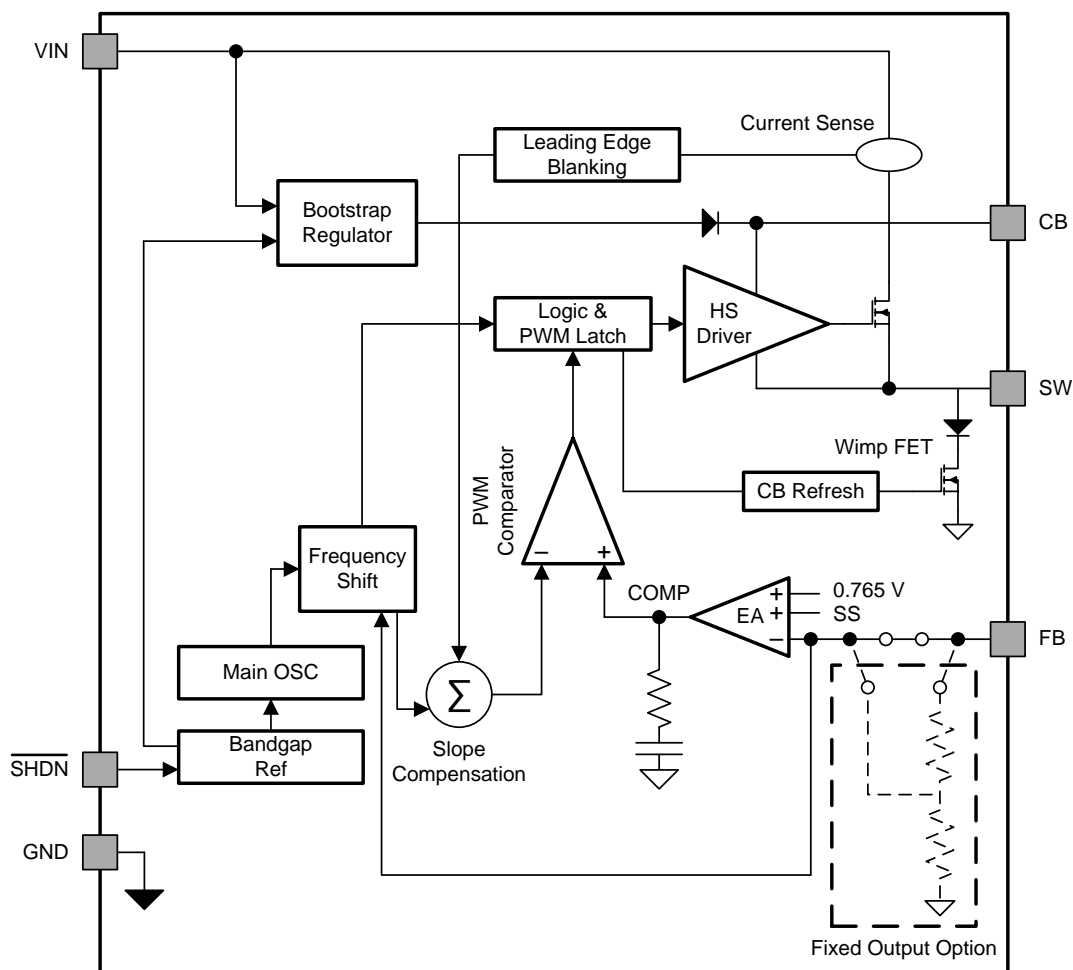 VIN
Current Sense
Leading Edge
Blanking
Bootstrap
Regulator
CB
Logic &
PWM Latch
HS
Driver
SW
Wimp FET
CB Refresh
PWM
Comparator
–
+
Frequency
Shift
COMP
EA
+
+
–
0.765 V
SS
FB
Main OSC
Σ
Slope
Compensation
SHDN
Bandgap
Ref
GND
Fixed Output Option